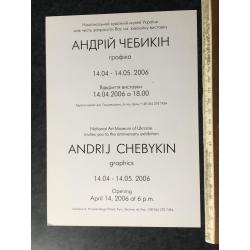 Національний художній музей України
має честь запросити Вас на ювілейну виставку
АНДРІЙ ЧЕБИКІН
графіка
14.04 - 14.05. 2006
Відкриття виставки
14.04.2006 о 18.00
National Art Museum of Ukraine
invites you to the anniversary exhibition
ANDRIJ CHEBYKIN
graphics
14.04 - 14.05. 2006
Opening
April 14, 2006 at 6 p.m.